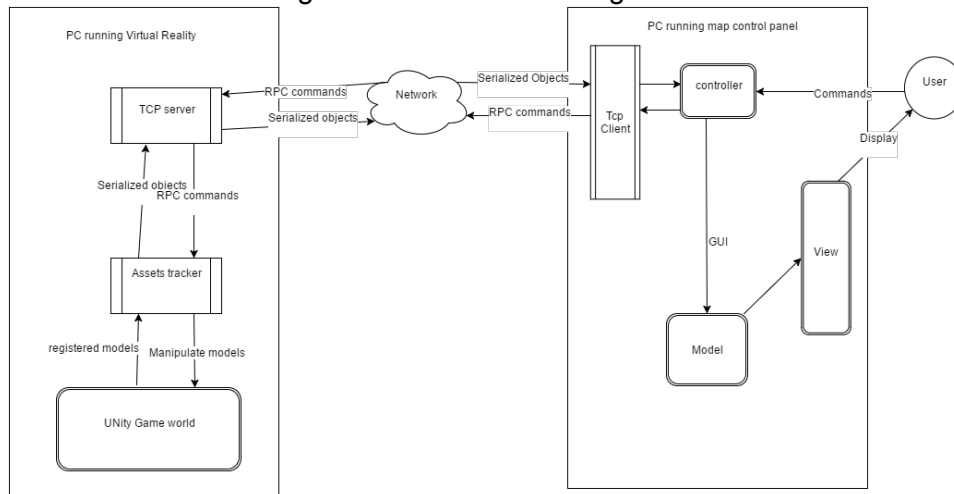 PC running Virtual Reality
PC running map control panel
TCP server
RPC commands
Serialized objects
Network
Serialized Objects
RPC commands
Tcp
Client
controller
Commands
User
Display
Serialized objects
RPC commands
Assets tracker
registered models
Manipulate models
UNity Game world
GUI
View
Model